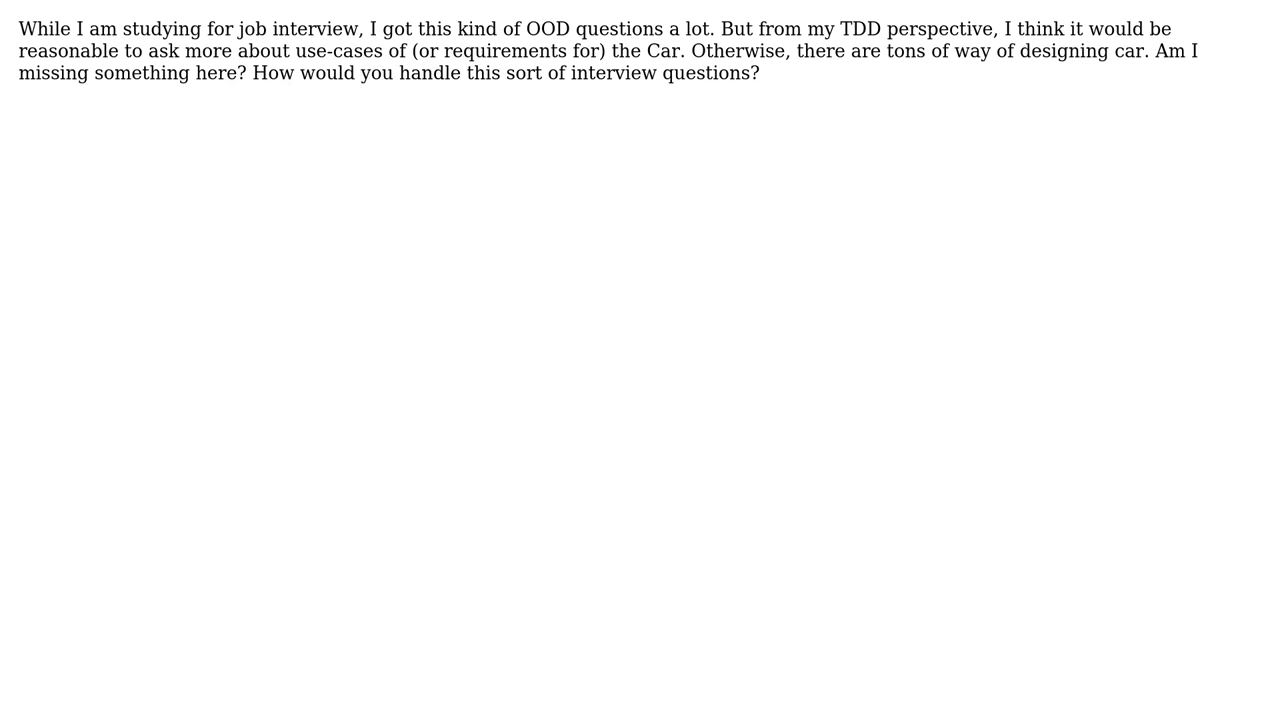 While I am studying for job interview, I got this kind of OOD questions a lot. But from my TDD perspective, I think it would be
reasonable to ask more about use-cases of (or requirements for) the Car. Otherwise, there are tons of way of designing car. Am I
missing something here? How would you handle this sort of interview questions?